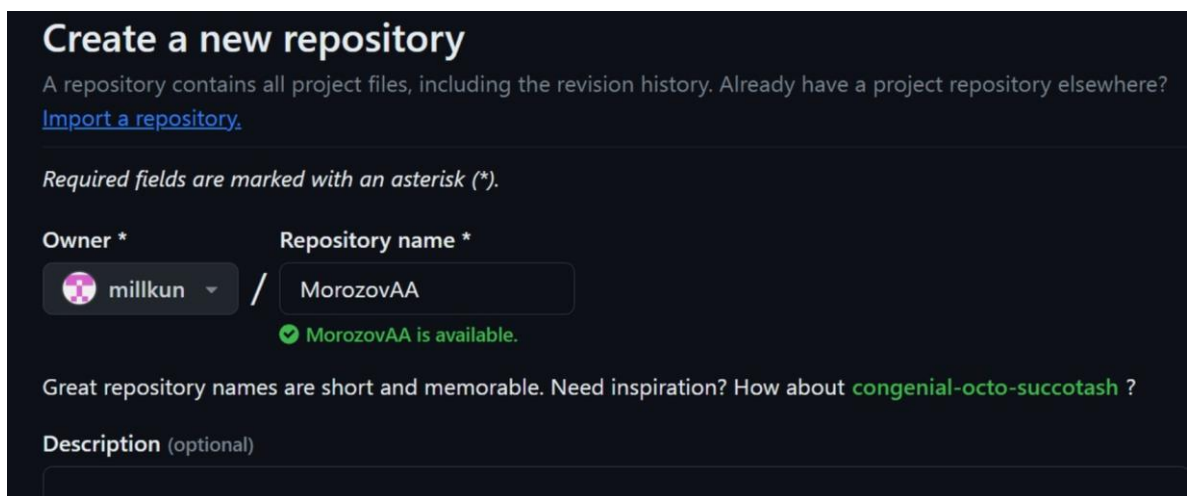 Create a new repository
A repository contains all project files, including the revision history. Already have a project repository elsewhere?
Import a repository.
Required fields are marked with an asterisk (*).
Owner * Repository name *
millkun / MorozovAA
MorozovAA is available.
Great repository names are short and memorable. Need inspiration? How about congenial-octo-succotash ?
Description (optional)